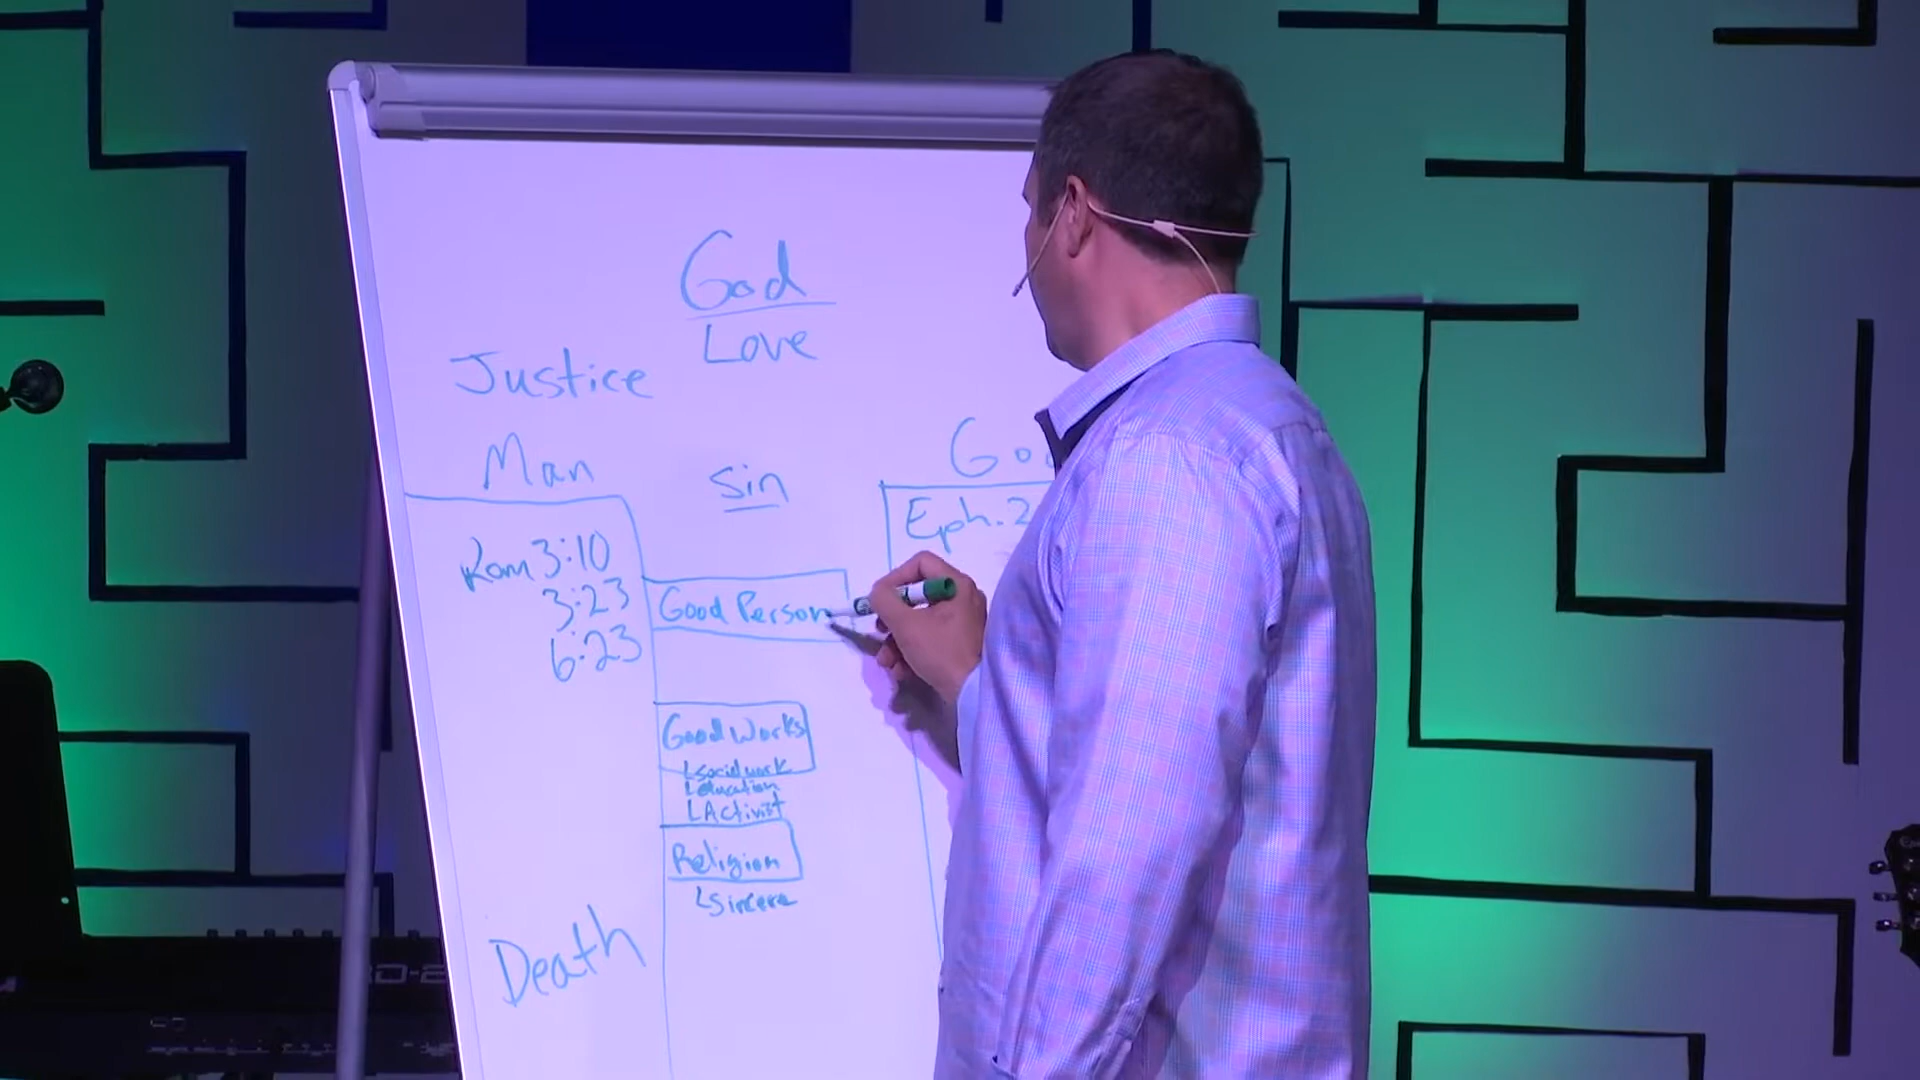 God
Love
Justice
Man
Sin
Rom 3:10
3:23
6:23
Eph. 2
Good Person
Good Works
Social work
Education
Activist
Religion
Sincere
Death